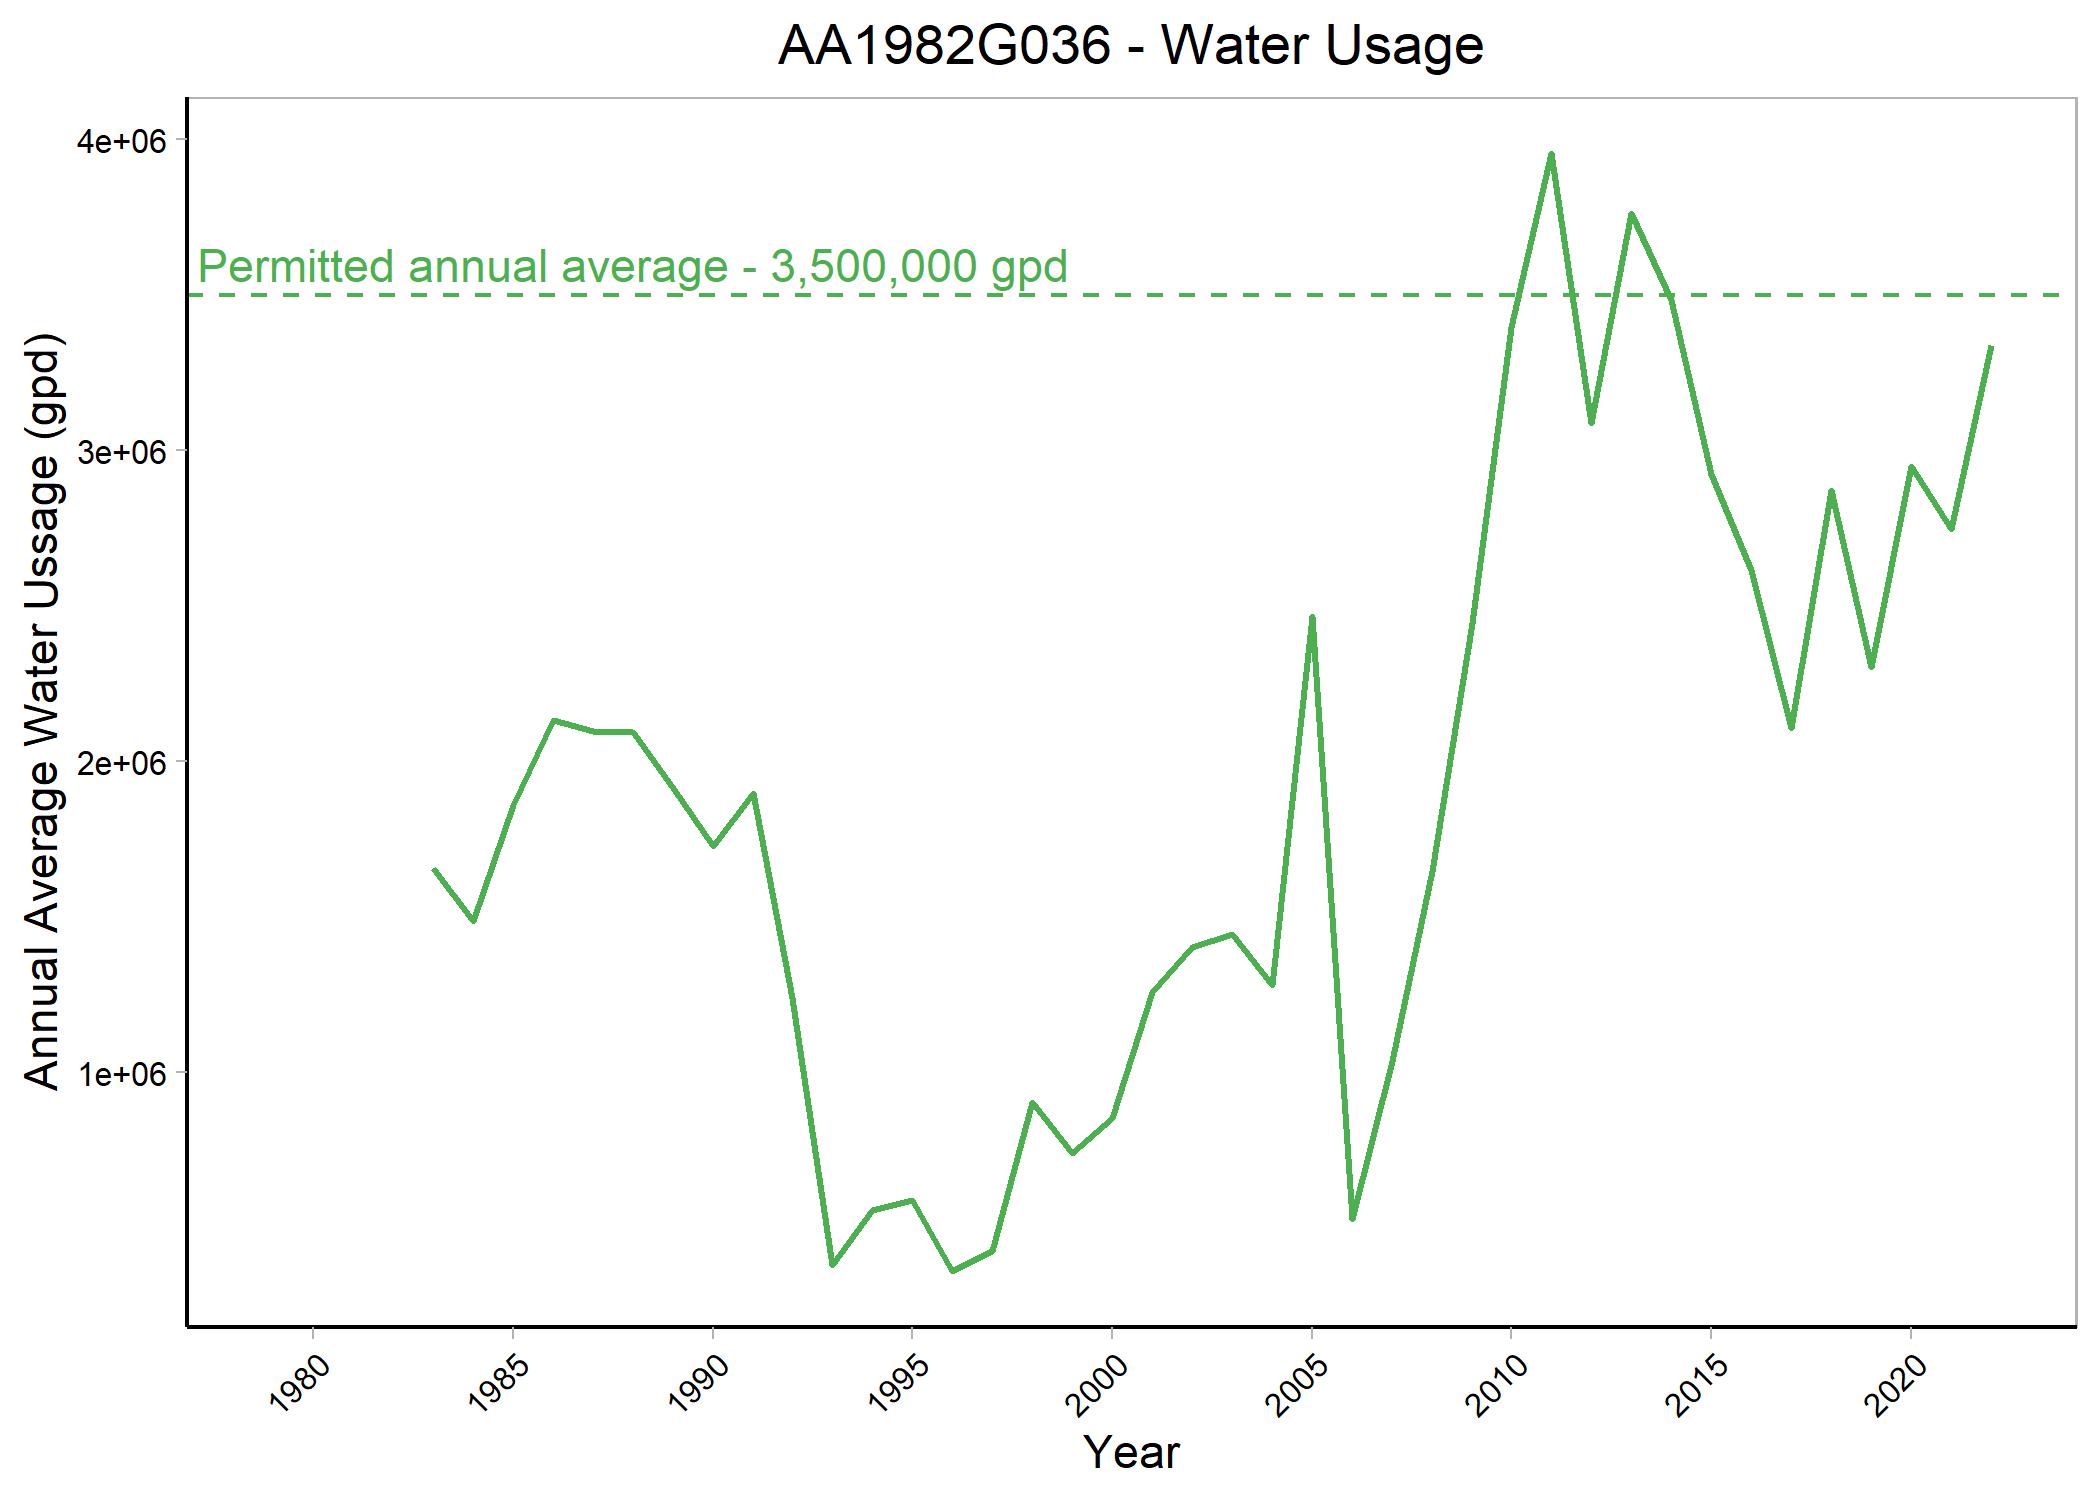 AA1982G036 - Water Usage
4e+06
Permitted annual average - 3,500,000 gpd
3e+06
2e+06
1e+06
Annual Average Water Ussage (gpd)
1980
1985
1990
1995
2000
2005
2010
2015
2020
Year